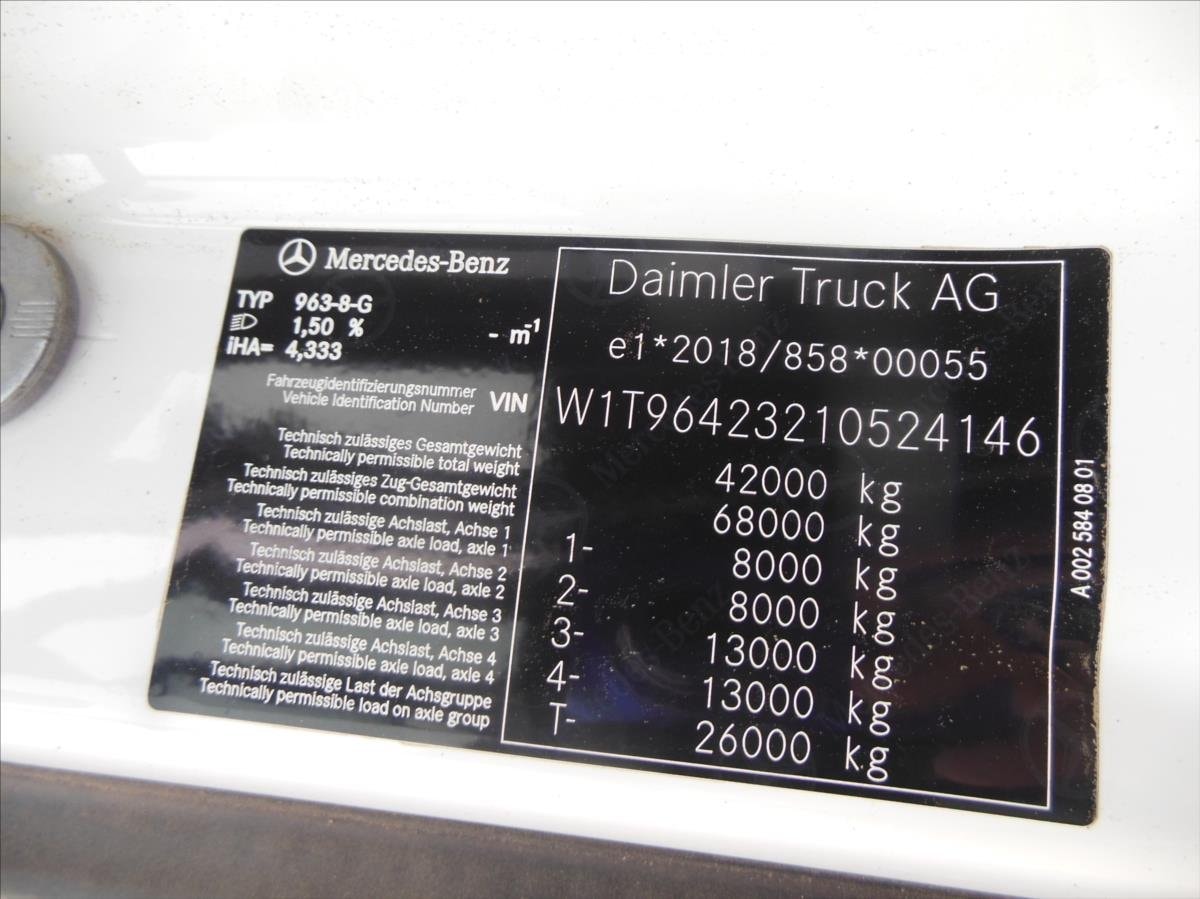 Mercedes-Benz
TYP 963-8-G
1,50 % - m⁻¹
iHA= 4,333
Fahrzeugidentifizierungsnummer
Vehicle Identification Number VIN
Technisch zulässiges Gesamtgewicht
Technically permissible total weight
Technisch zulässiges Zug-Gesamtgewicht
Technically permissible combination weight
Technisch zulässige Achslast, Achse 1
Technically permissible axle load, axle 1
Technisch zulässige Achslast, Achse 2
Technically permissible axle load, axle 2
Technisch zulässige Achslast, Achse 3
Technically permissible axle load, axle 3
Technisch zulässige Achslast, Achse 4
Technically permissible axle load, axle 4
Technisch zulässige Last der Achsgruppe
Technically permissible load on axle group
Daimler Truck AG
e1*2018/858*00055
W1T96423210524146
42000 kg
68000 kg
1- 8000 kg
2- 8000 kg
3- 13000 kg
4- 13000 kg
T- 26000 kg
A 002 584 08 01